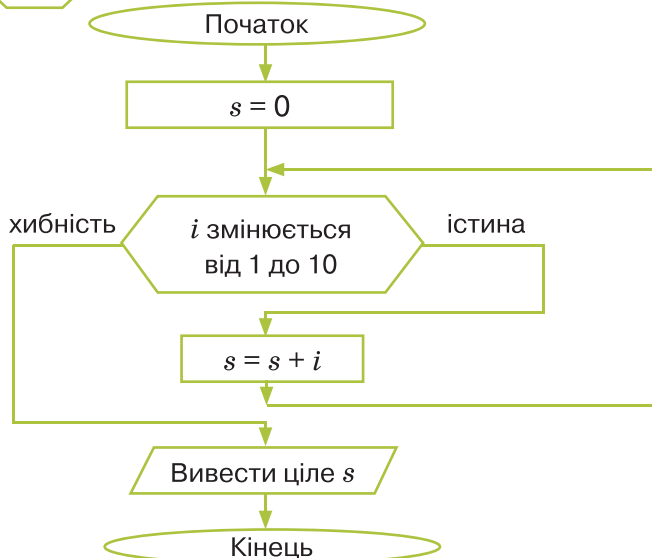 Початок
s = 0
хибність
i змінюється
від 1 до 10
істина
s = s + i
Вивести ціле s
Кінець